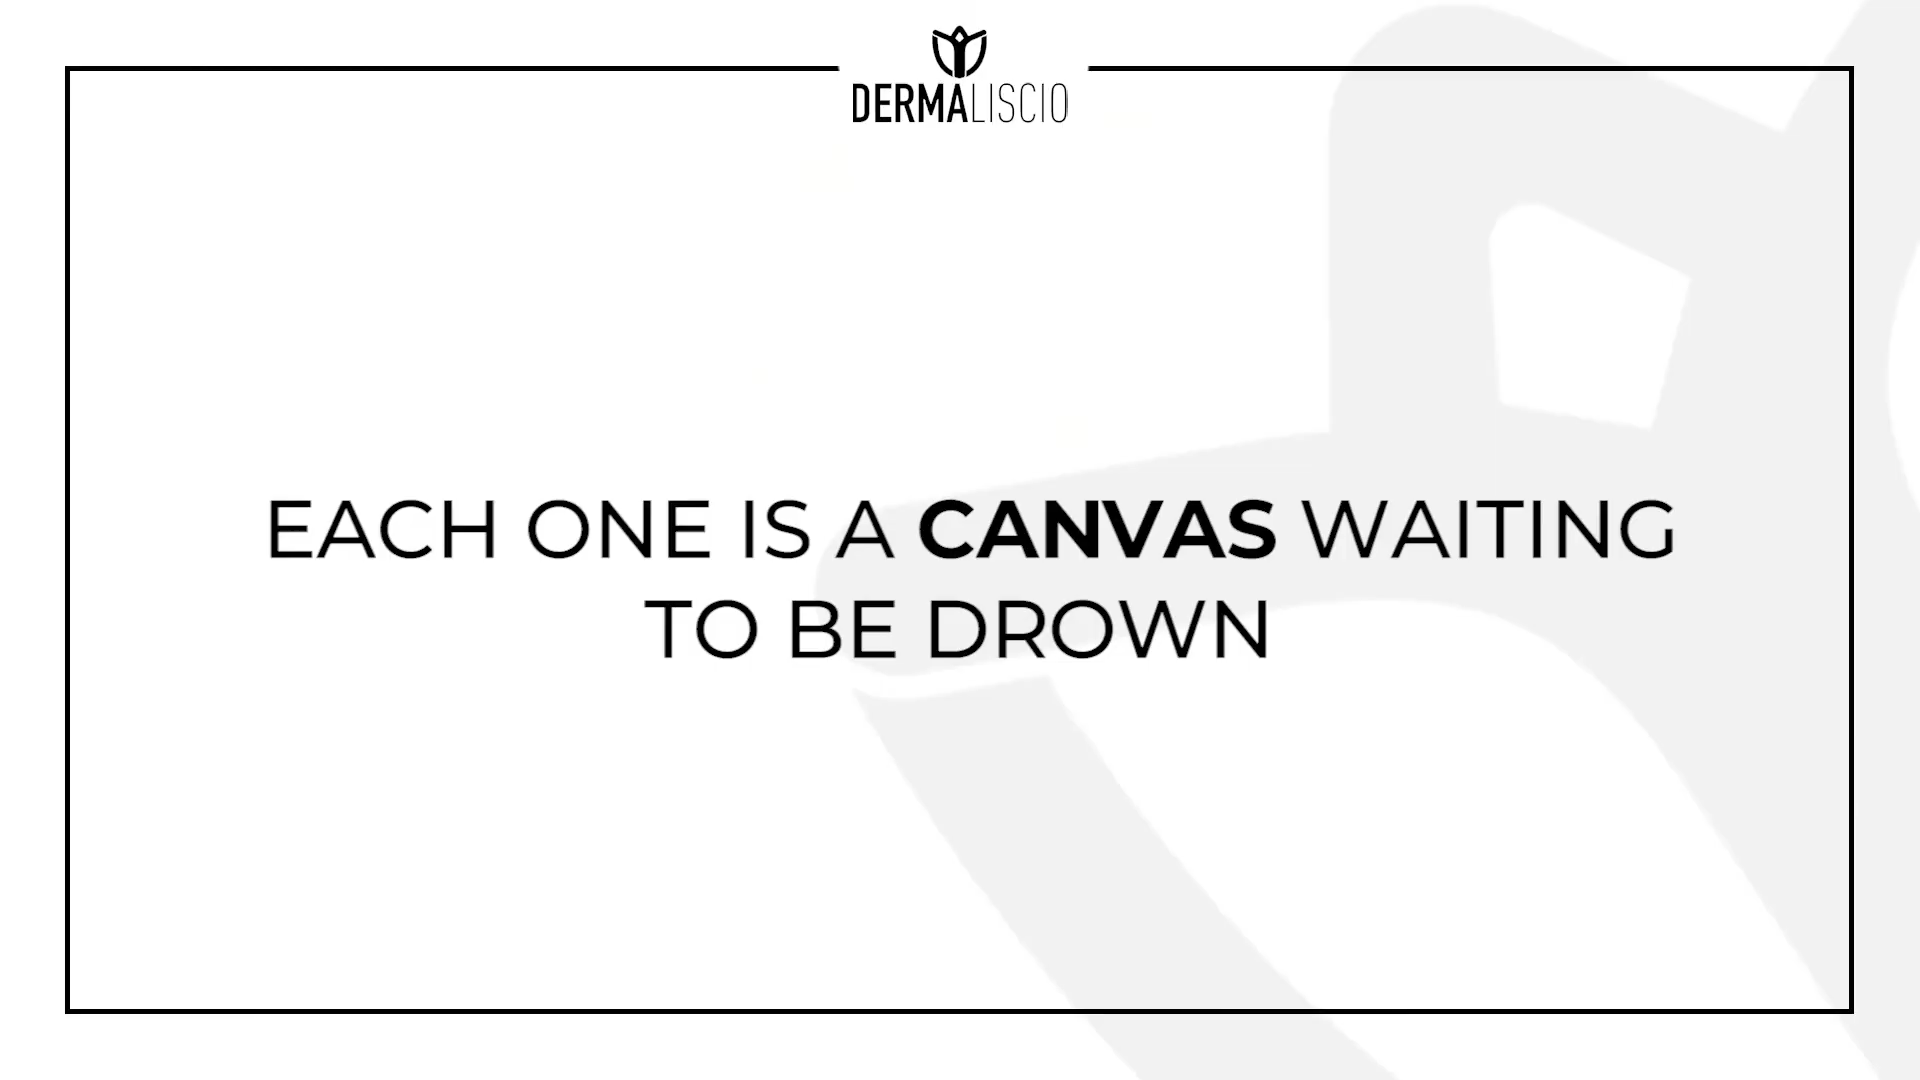 DERMALISCIO
EACH ONE IS A CANVAS WAITING
TO BE DROWN